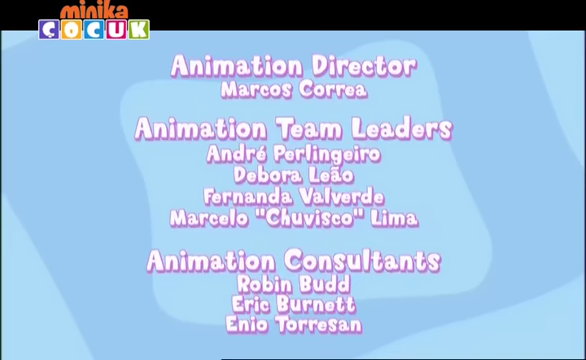 minika
ÇOCUK
Animation Director
Marcos Correa
Animation Team Leaders
André Perlingeiro
Debora Leão
Fernanda Valverde
Marcelo "Chuvisco" Lima
Animation Consultants
Robin Budd
Eric Burnett
Enio Torresan